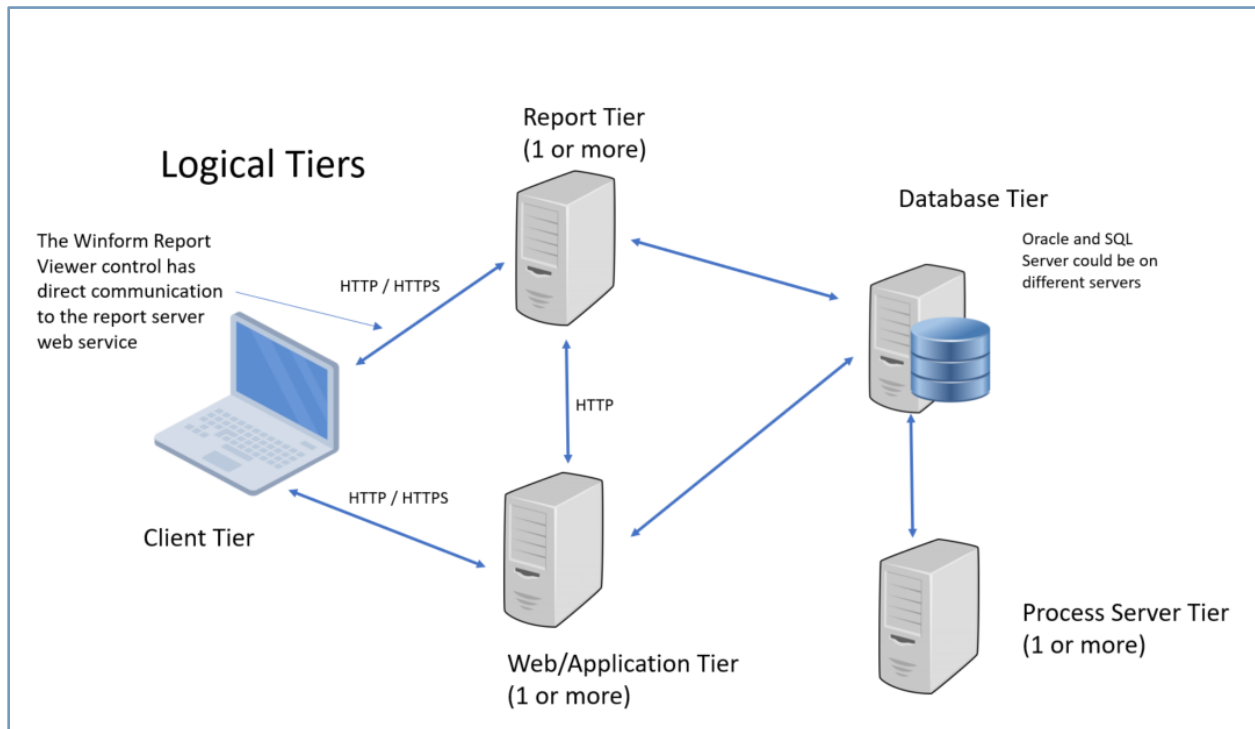 Logical Tiers
The Winform Report
Viewer control has
direct communication
to the report server
web service
HTTP / HTTPS
Report Tier
(1 or more)
Database Tier
Oracle and SQL
Server could be on
different servers
HTTP
Client Tier
HTTP / HTTPS
Web/Application Tier
(1 or more)
Process Server Tier
(1 or more)